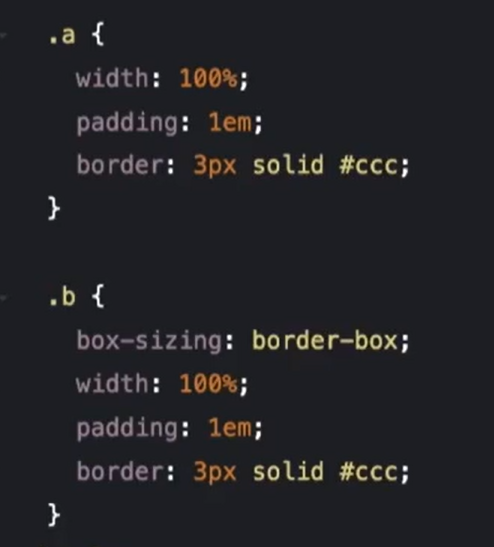 .a {
width: 100%;
padding: 1em;
border: 3px solid #ccc;
}
.b {
box-sizing: border-box;
width: 100%;
padding: 1em;
border: 3px solid #ccc;
}